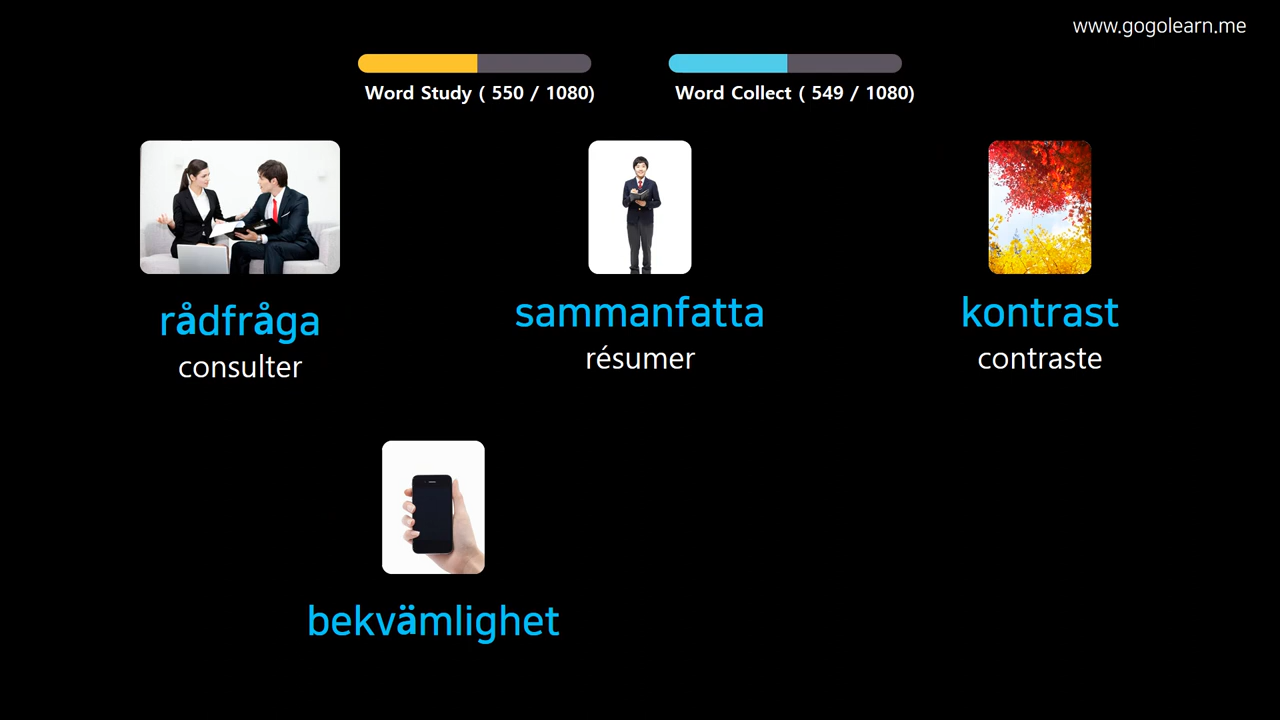 www.gogolearn.me
Word Study ( 550 / 1080)
Word Collect ( 549 / 1080)
rådfråga
consulter
sammanfatta
résumer
kontrast
contraste
bekvämlighet